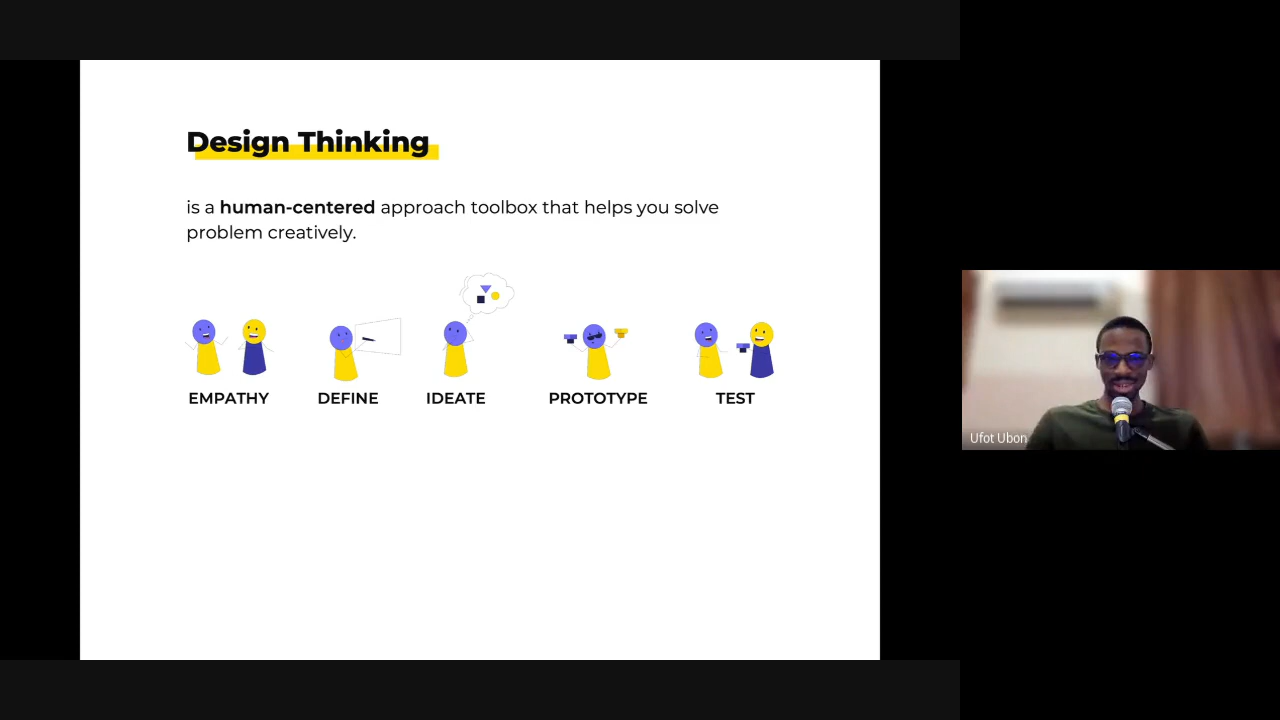 Design Thinking
is a human-centered approach toolbox that helps you solve
problem creatively.
EMPATHY DEFINE IDEATE PROTOTYPE TEST
Ufot Ubon